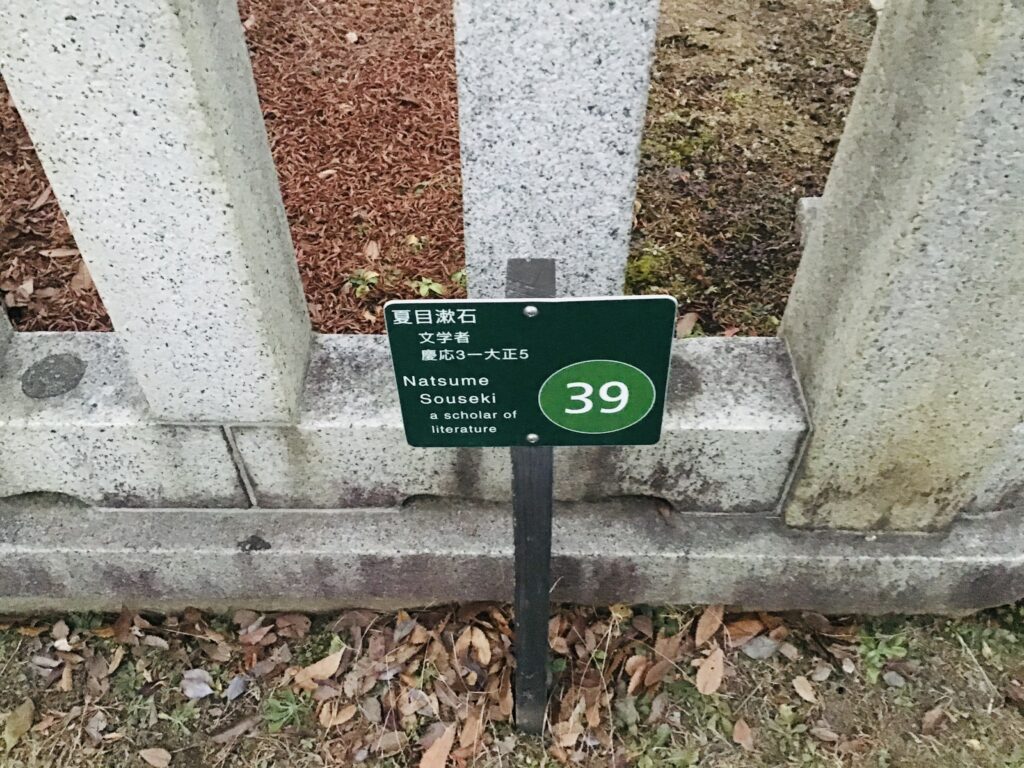 夏目漱石
文学者
慶応3ー大正5
Natsume
Souseki
a scholar of
literature
39